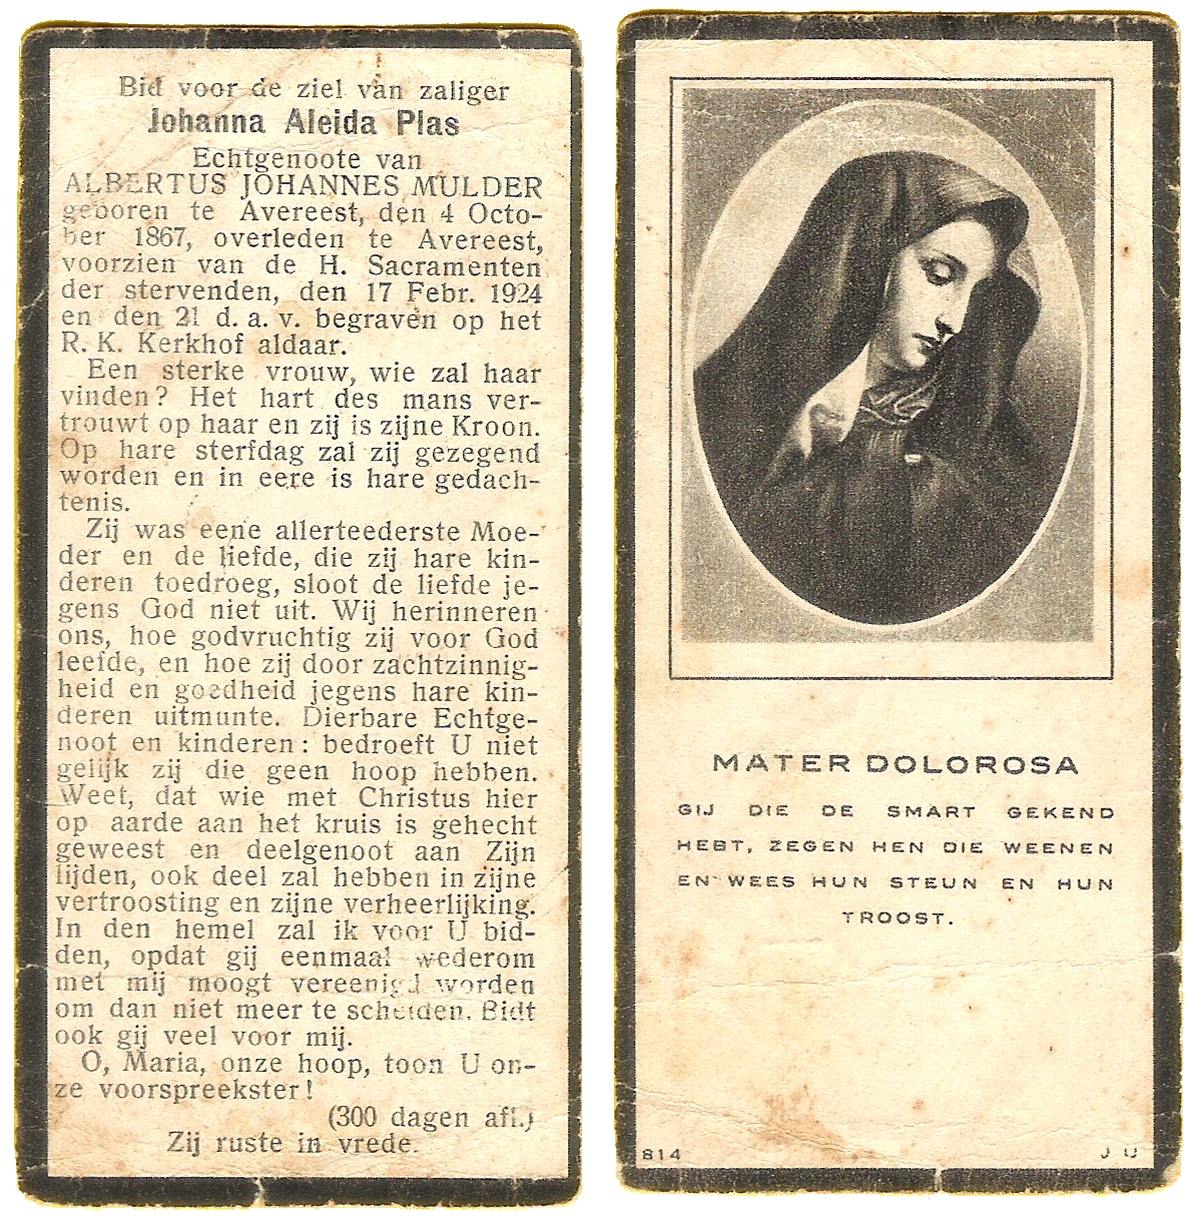 Bid voor de ziel van zaliger
Johanna Aleida Plas
Echtgenoote van
ALBERTUS JOHANNES MULDER
geboren te Avereest, den 4 Octo-
ber 1867, overleden te Avereest,
voorzien van de H. Sacramenten
der stervenden, den 17 Febr. 1924
en den 21 d. a. v. begraven op het
R. K. Kerkhof aldaar.
Een sterke vrouw, wie zal haar
vinden? Het hart des mans ver-
trouwt op haar en zij is zijne Kroon.
Op hare sterfdag zal zij gezegend
worden en in eere is hare gedach-
tenis.
Zij was eene allerteederste Moe-
der en de liefde, die zij hare kin-
deren toedroeg, sloot de liefde je-
gens God niet uit. Wij herinneren
ons, hoe godvruchtig zij voor God
leefde, en hoe zij door zachtzinnig-
heid en goedheid jegens hare kin-
deren uitmunte. Dierbare Echtge-
noot en kinderen: bedroeft U niet
gelijk zij die geen hoop hebben.
Weet, dat wie met Christus hier
op aarde aan het kruis is gehecht
geweest en deelgenoot aan Zijn
lijden, ook deel zal hebben in zijne
vertroosting en zijne verheerlijking.
In den hemel zal ik voor U bid-
den, opdat gij eenmaal wederom
met mij moogt vereenigd worden
om dan niet meer te scheiden. Bidt
ook gij veel voor mij.
O, Maria, onze hoop, toon U on-
ze voorspreekster!
(300 dagen afl.)
Zij ruste in vrede.
MATER DOLOROSA
GIJ DIE DE SMART GEKEND
HEBT, ZEGEN HEN DIE WEENEN
EN WEES HUN STEUN EN HUN
TROOST.
814
J U